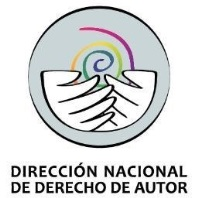 DIRECCIÓN NACIONAL
DE DERECHO DE AUTOR